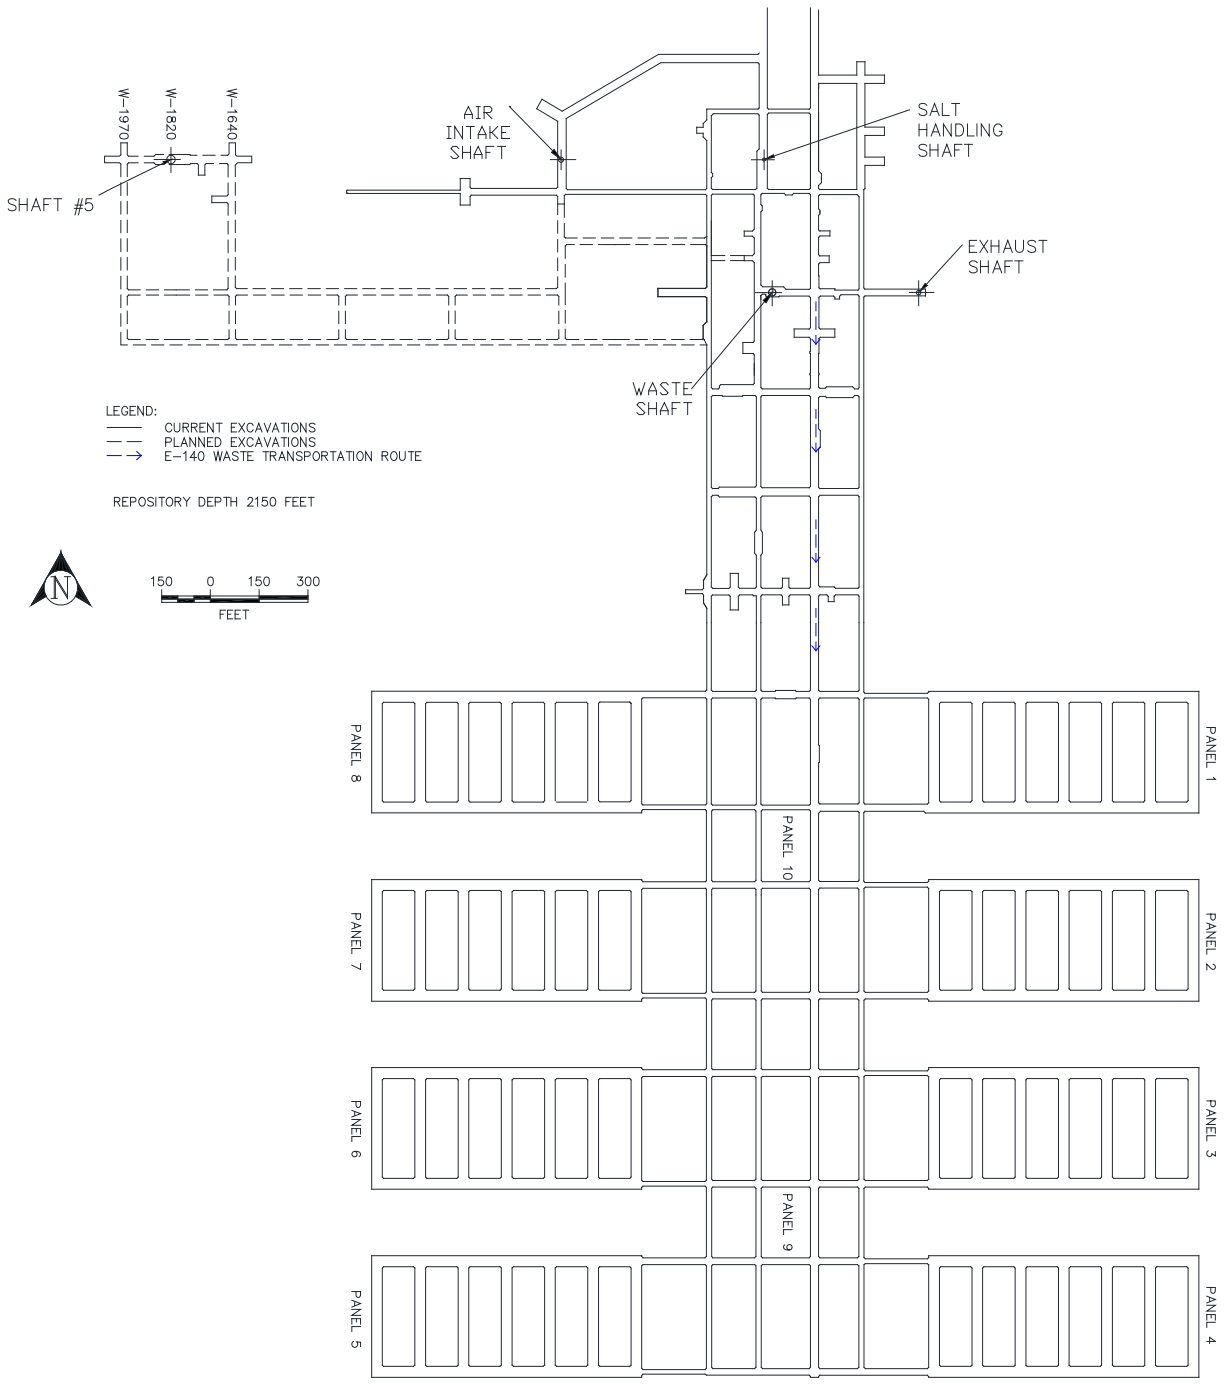 W-1970
W-1820
W-1640
AIR
INTAKE
SHAFT
SALT
HANDLING
SHAFT
SHAFT #5
EXHAUST
SHAFT
WASTE
SHAFT
LEGEND:
CURRENT EXCAVATIONS
PLANNED EXCAVATIONS
E-140 WASTE TRANSPORTATION ROUTE
REPOSITORY DEPTH 2150 FEET
N
150 0 150 300
FEET
PANEL 8
PANEL 1
PANEL 10
PANEL 7
PANEL 2
PANEL 6
PANEL 3
PANEL 9
PANEL 5
PANEL 4